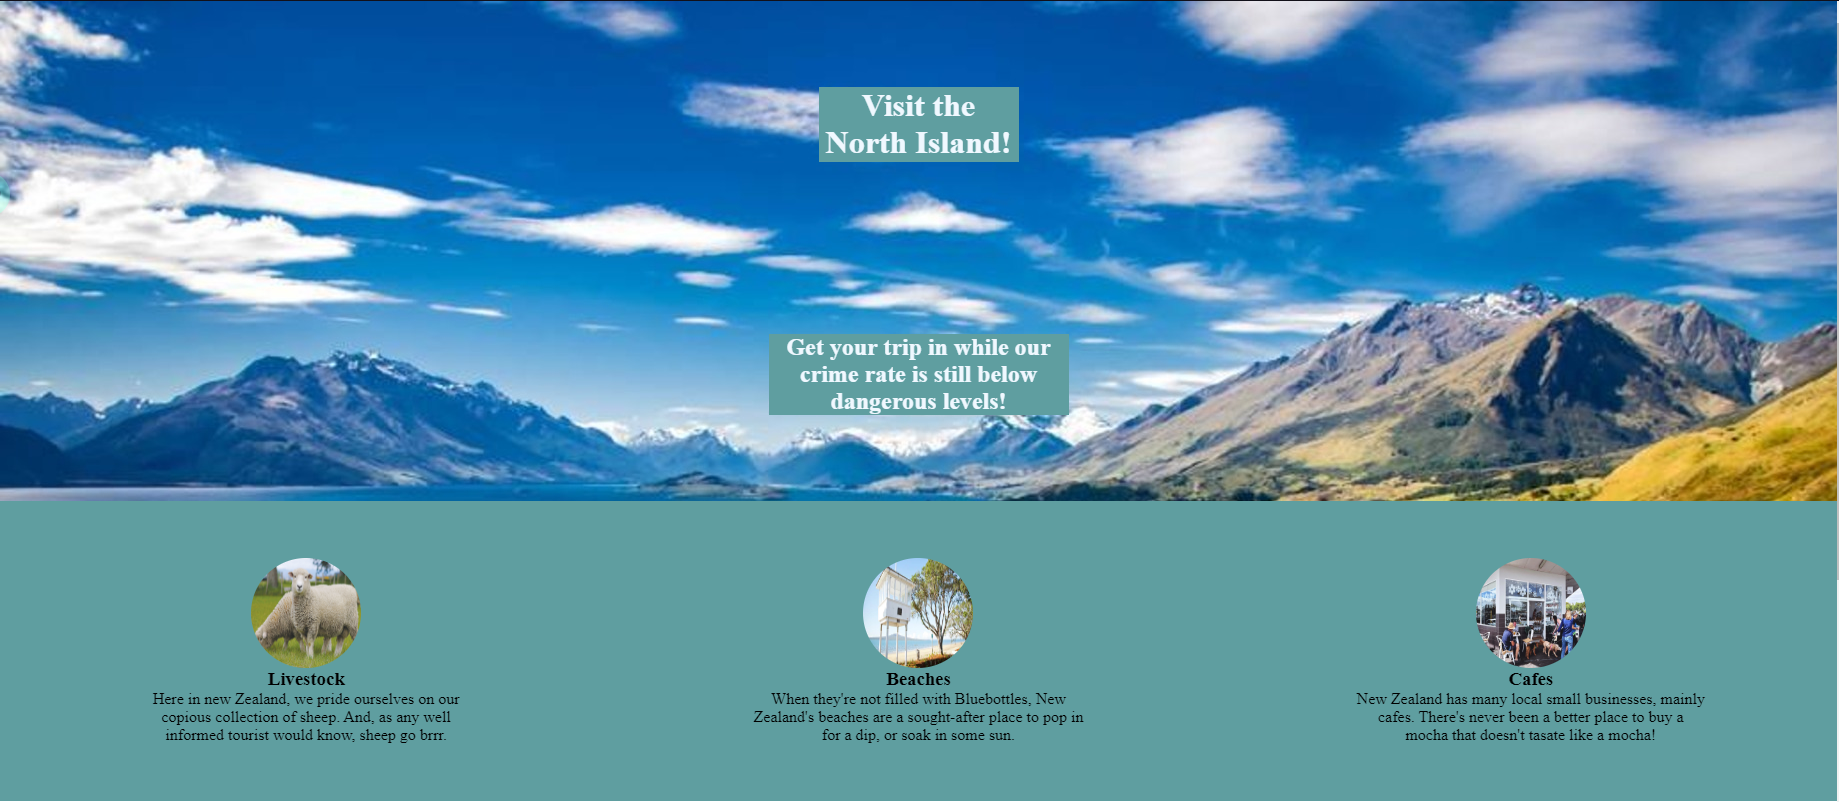 Visit the
North Island!
Get your trip in while our
crime rate is still below
dangerous levels!
Livestock
Here in new Zealand, we pride ourselves on our
copious collection of sheep. And, as any well
informed tourist would know, sheep go brrr.
Beaches
When they're not filled with Bluebottles, New
Zealand's beaches are a sought-after place to pop in
for a dip, or soak in some sun.
Cafes
New Zealand has many local small businesses, mainly
cafes. There's never been a better place to buy a
mocha that doesn't tasate like a mocha!